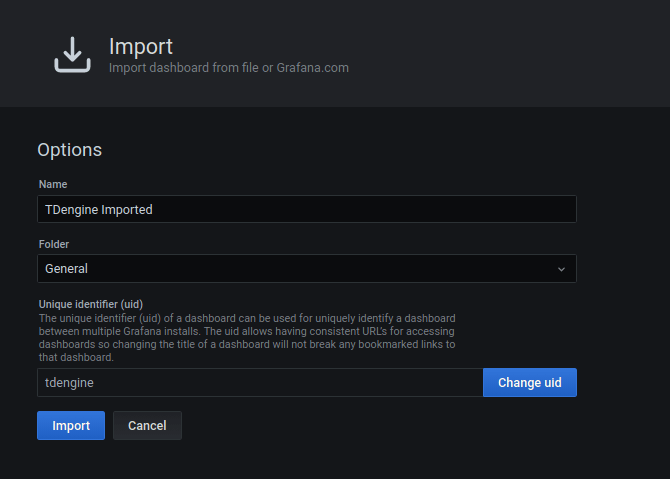 Import
Import dashboard from file or Grafana.com
Options
Name
TDengine Imported
Folder
General
Unique identifier (uid)
The unique identifier (uid) of a dashboard can be used for uniquely identify a dashboard
between multiple Grafana installs. The uid allows having consistent URL's for accessing
dashboards so changing the title of a dashboard will not break any bookmarked links to
that dashboard.
tdengine
Change uid
Import
Cancel